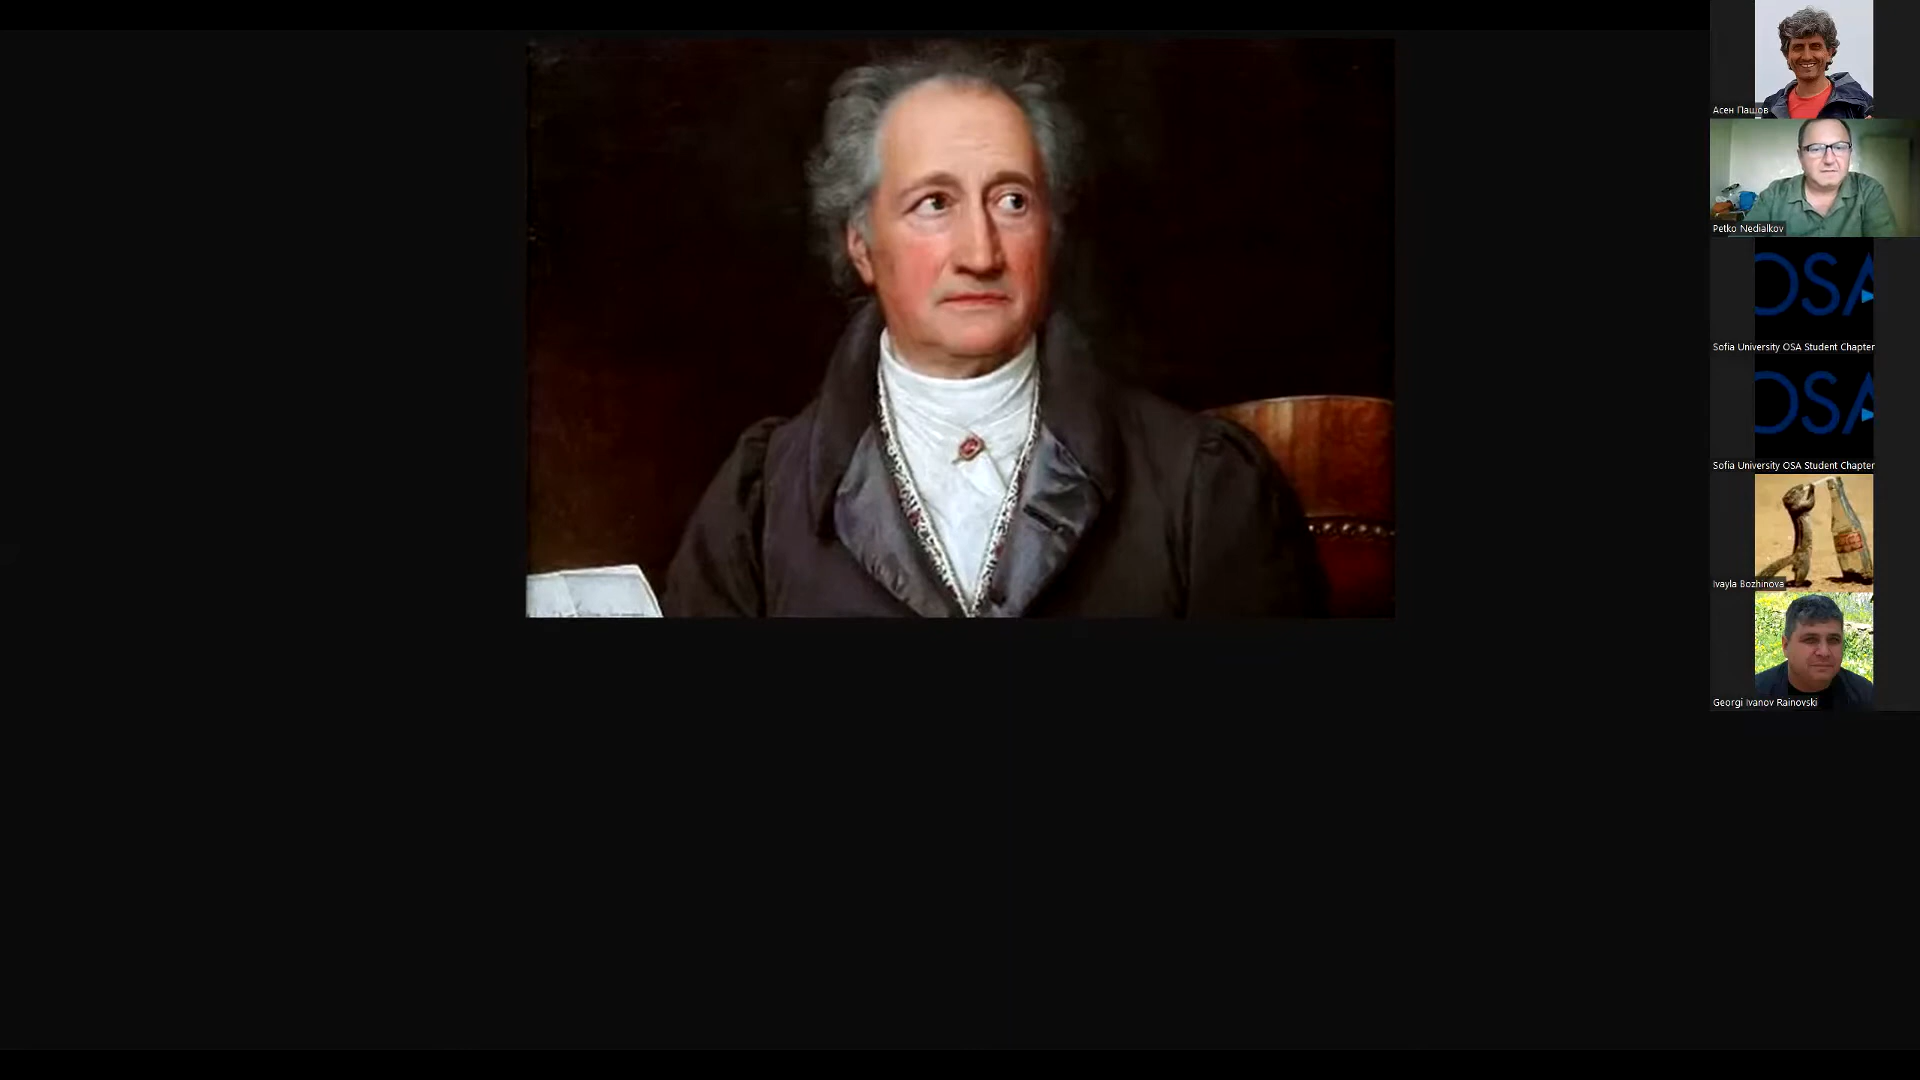 Асен Пашов
Petko Nedialkov
OSA
Sofia University OSA Student Chapter
OSA
Sofia University OSA Student Chapter
Ivayla Bozhinova
Georgi Ivanov Rainovski